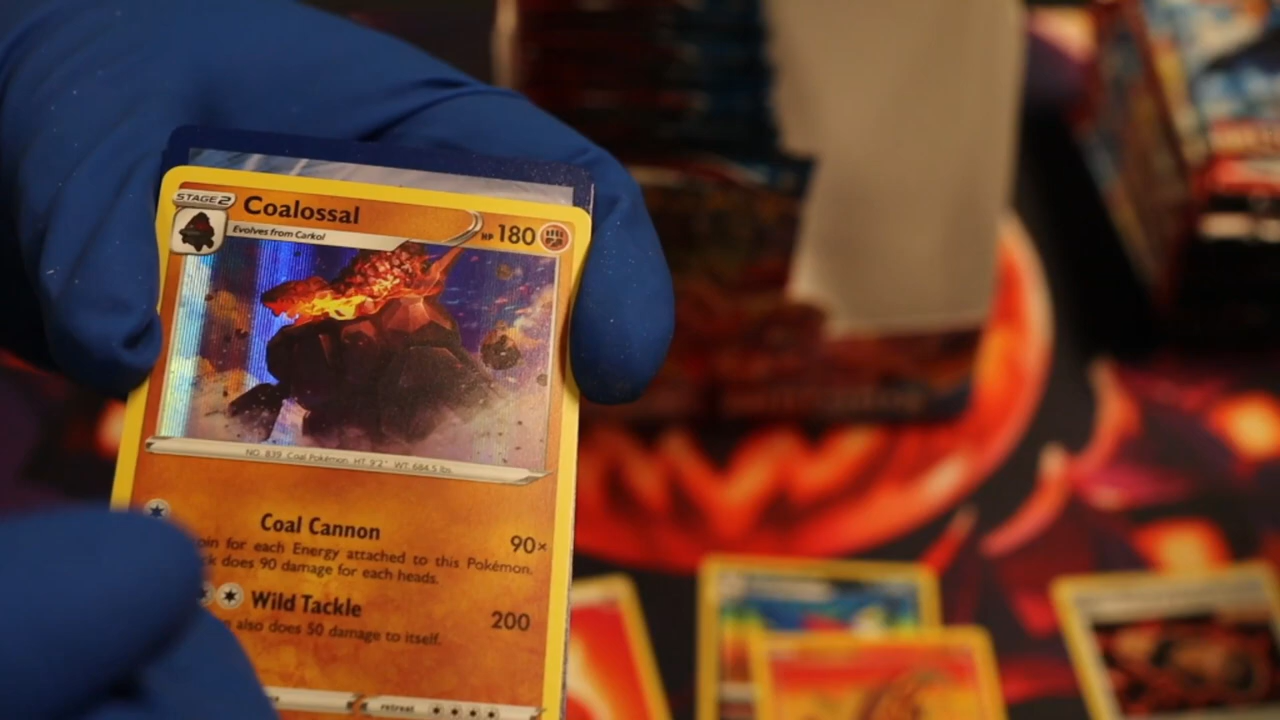 STAGE 2
Coalossal
HP 180
Evolves from Carkol
NO. 839 Coal Pokémon HT: 9'2" WT: 684.5 lbs.
Coal Cannon 90×
for each Energy attached to this Pokémon.
does 90 damage for each heads.
Wild Tackle 200
also does 50 damage to itself.
retreat